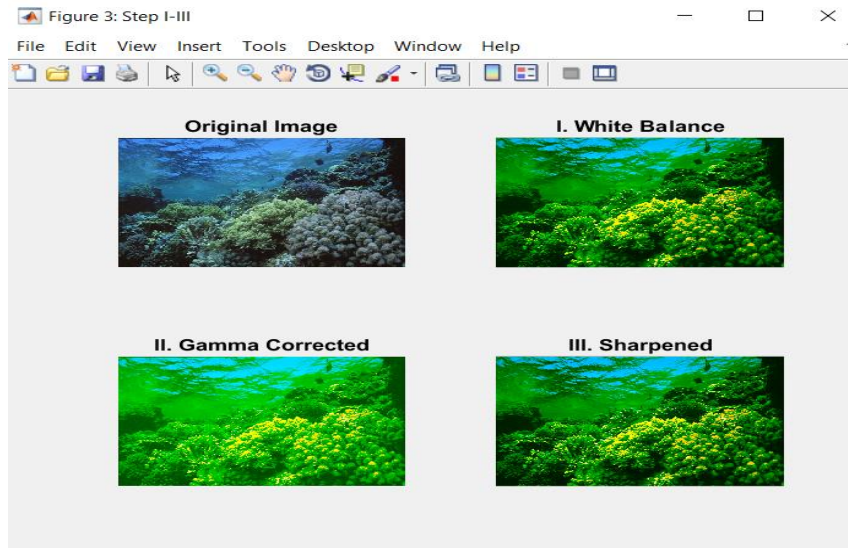 Figure 3: Step I-III
File Edit View Insert Tools Desktop Window Help
Original Image
I. White Balance
II. Gamma Corrected
III. Sharpened